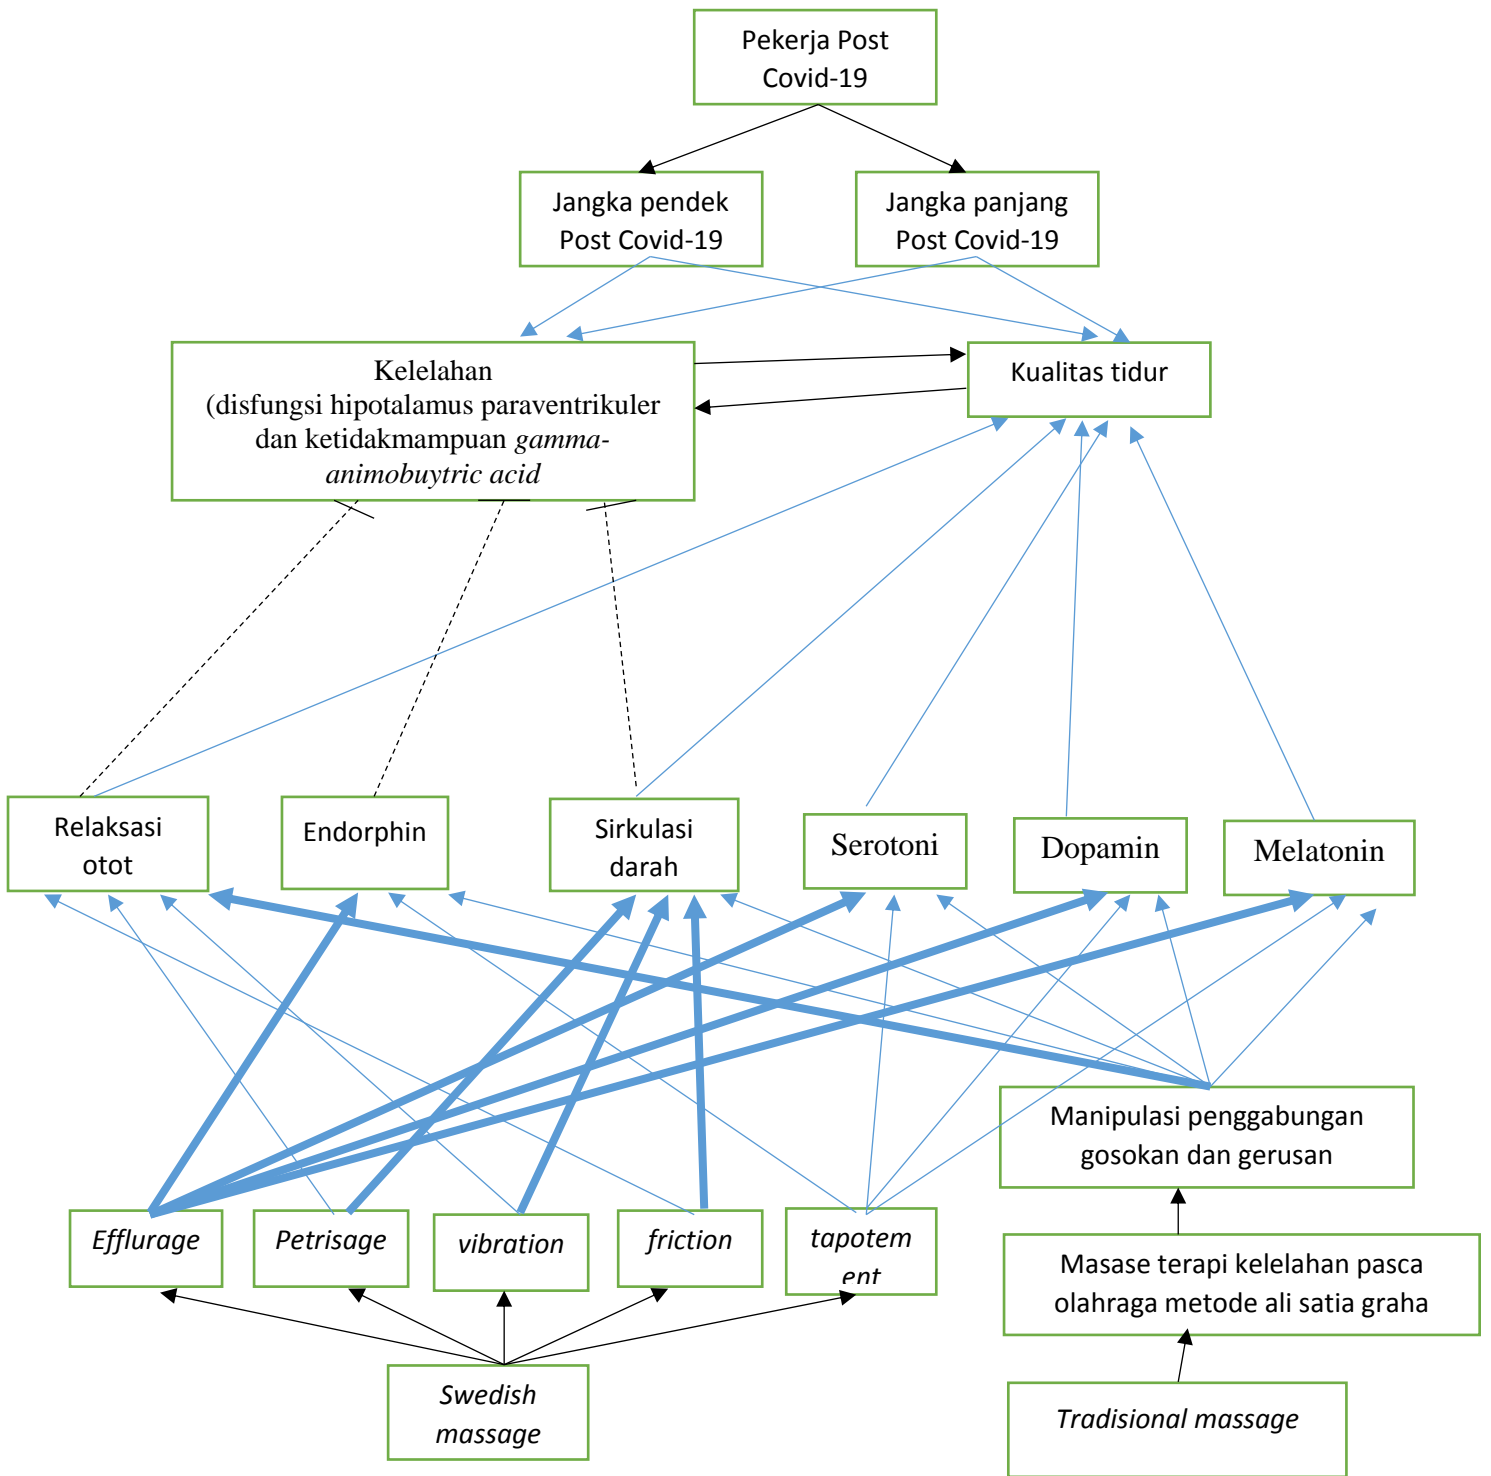 Pekerja Post
Covid-19
Jangka pendek
Post Covid-19
Jangka panjang
Post Covid-19
Kelelahan
(disfungsi hipotalamus paraventrikuler
dan ketidakmampuan gamma-
animobuytric acid
Kualitas tidur
Relaksasi
otot
Endorphin
Sirkulasi
darah
Serotoni
Dopamin
Melatonin
Manipulasi penggabungan
gosokan dan gerusan
Efflurage
Petrisage
vibration
friction
tapotem
ent
Masase terapi kelelahan pasca
olahraga metode ali satia graha
Swedish
massage
Tradisional massage